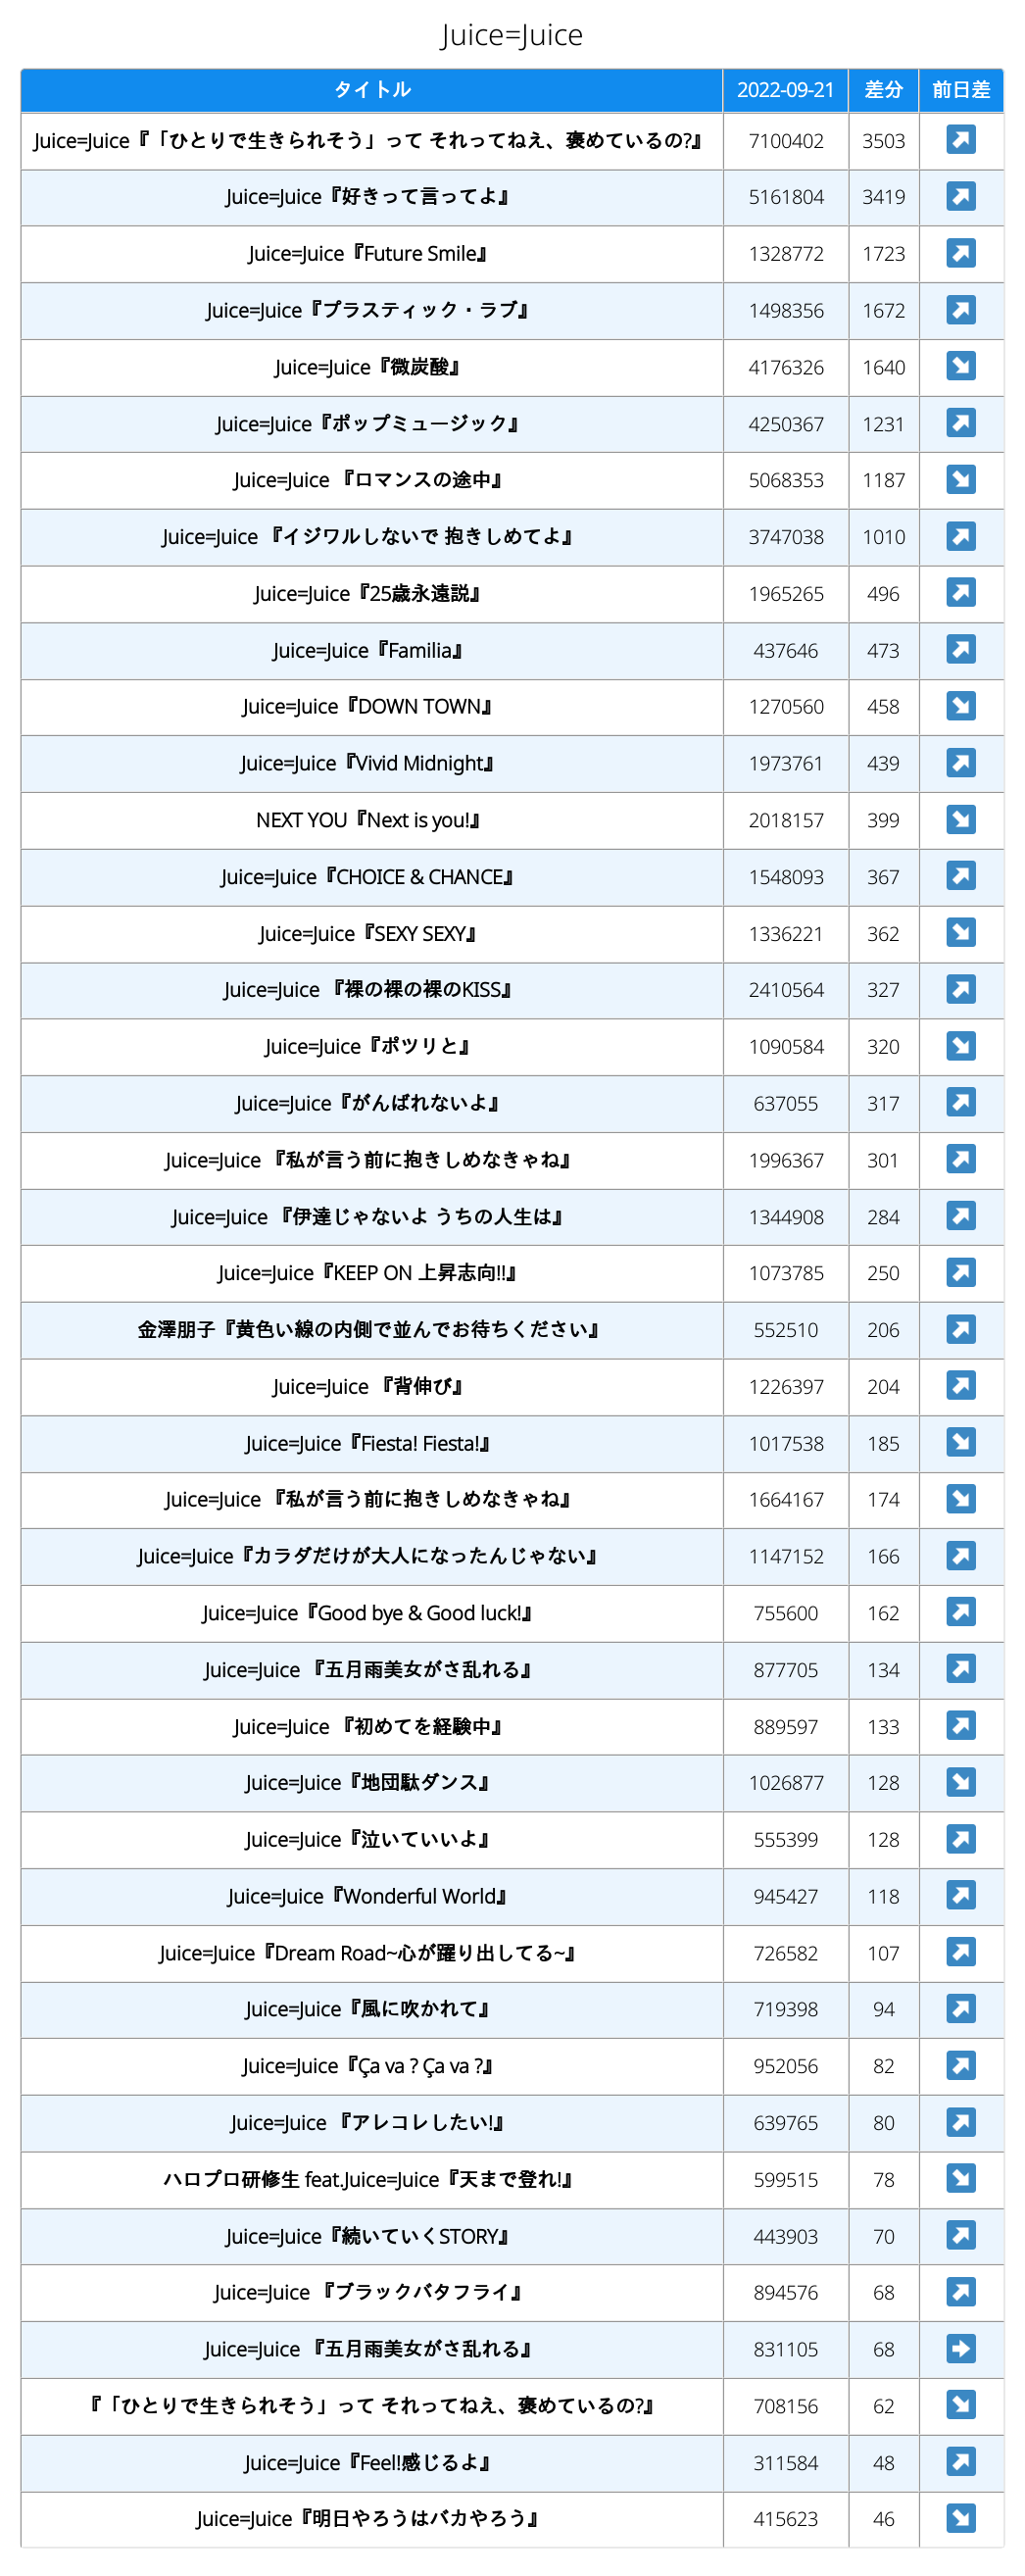 Juice=Juice
タイトル 2022-09-21 差分 前日差
Juice=Juice『「ひとりで生きられそう」って それってねえ、褒めているの?』 7100402 3503 ↗
Juice=Juice『好きって言ってよ』 5161804 3419 ↗
Juice=Juice『Future Smile』 1328772 1723 ↗
Juice=Juice『プラスティック・ラブ』 1498356 1672 ↗
Juice=Juice『微炭酸』 4176326 1640 ↘
Juice=Juice『ポップミュージック』 4250367 1231 ↗
Juice=Juice 『ロマンスの途中』 5068353 1187 ↘
Juice=Juice 『イジワルしないで 抱きしめてよ』 3747038 1010 ↗
Juice=Juice『25歳永遠説』 1965265 496 ↗
Juice=Juice『Familia』 437646 473 ↗
Juice=Juice『DOWN TOWN』 1270560 458 ↘
Juice=Juice『Vivid Midnight』 1973761 439 ↗
NEXT YOU『Next is you!』 2018157 399 ↘
Juice=Juice『CHOICE & CHANCE』 1548093 367 ↗
Juice=Juice『SEXY SEXY』 1336221 362 ↘
Juice=Juice 『裸の裸の裸のKISS』 2410564 327 ↗
Juice=Juice『ポツリと』 1090584 320 ↘
Juice=Juice『がんばれないよ』 637055 317 ↗
Juice=Juice 『私が言う前に抱きしめなきゃね』 1996367 301 ↗
Juice=Juice 『伊達じゃないよ うちの人生は』 1344908 284 ↗
Juice=Juice『KEEP ON 上昇志向!!』 1073785 250 ↗
金澤朋子『黄色い線の内側で並んでお待ちください』 552510 206 ↗
Juice=Juice 『背伸び』 1226397 204 ↗
Juice=Juice『Fiesta! Fiesta!』 1017538 185 ↘
Juice=Juice 『私が言う前に抱きしめなきゃね』 1664167 174 ↘
Juice=Juice『カラダだけが大人になったんじゃない』 1147152 166 ↗
Juice=Juice『Good bye & Good luck!』 755600 162 ↗
Juice=Juice 『五月雨美女がさ乱れる』 877705 134 ↗
Juice=Juice 『初めてを経験中』 889597 133 ↗
Juice=Juice『地団駄ダンス』 1026877 128 ↘
Juice=Juice『泣いていいよ』 555399 128 ↗
Juice=Juice『Wonderful World』 945427 118 ↗
Juice=Juice『Dream Road~心が躍り出してる~』 726582 107 ↗
Juice=Juice『風に吹かれて』 719398 94 ↗
Juice=Juice『Ça va ? Ça va ?』 952056 82 ↗
Juice=Juice 『アレコレしたい!』 639765 80 ↗
ハロプロ研修生 feat.Juice=Juice『天まで登れ!』 599515 78 ↘
Juice=Juice『続いていくSTORY』 443903 70 ↗
Juice=Juice 『ブラックバタフライ』 894576 68 ↗
Juice=Juice 『五月雨美女がさ乱れる』 831105 68 ➡
『「ひとりで生きられそう」って それってねえ、褒めているの?』 708156 62 ↘
Juice=Juice『Feel!感じるよ』 311584 48 ↗
Juice=Juice『明日やろうはバカやろう』 415623 46 ↘